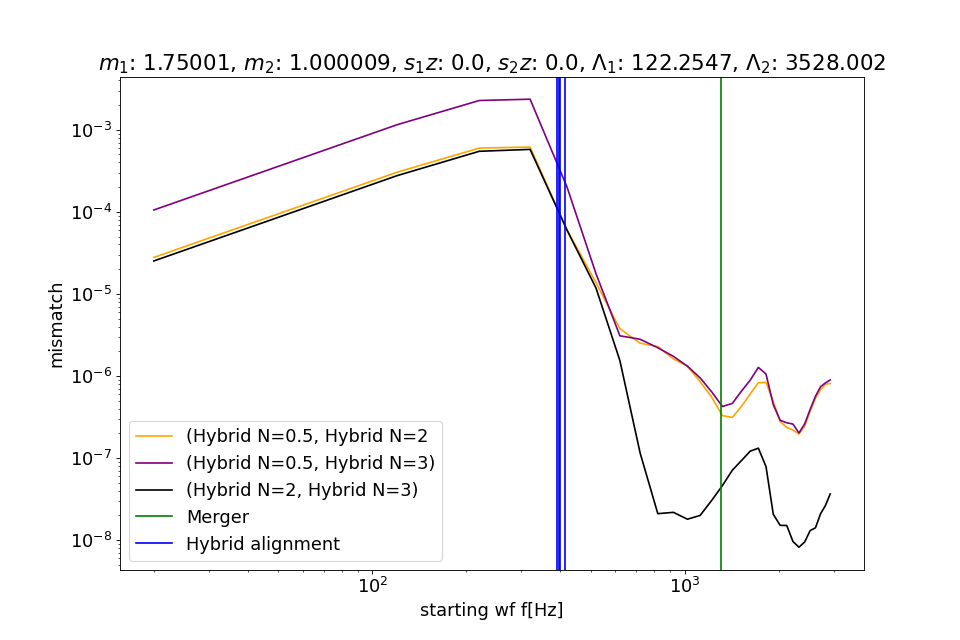 m₁: 1.75001, m₂: 1.000009, s₁z: 0.0, s₂z: 0.0, Λ₁: 122.2547, Λ₂: 3528.002
10⁻³
10⁻⁴
10⁻⁵
10⁻⁶
10⁻⁷
10⁻⁸
mismatch
(Hybrid N=0.5, Hybrid N=2
(Hybrid N=0.5, Hybrid N=3)
(Hybrid N=2, Hybrid N=3)
Merger
Hybrid alignment
10² 10³
starting wf f[Hz]